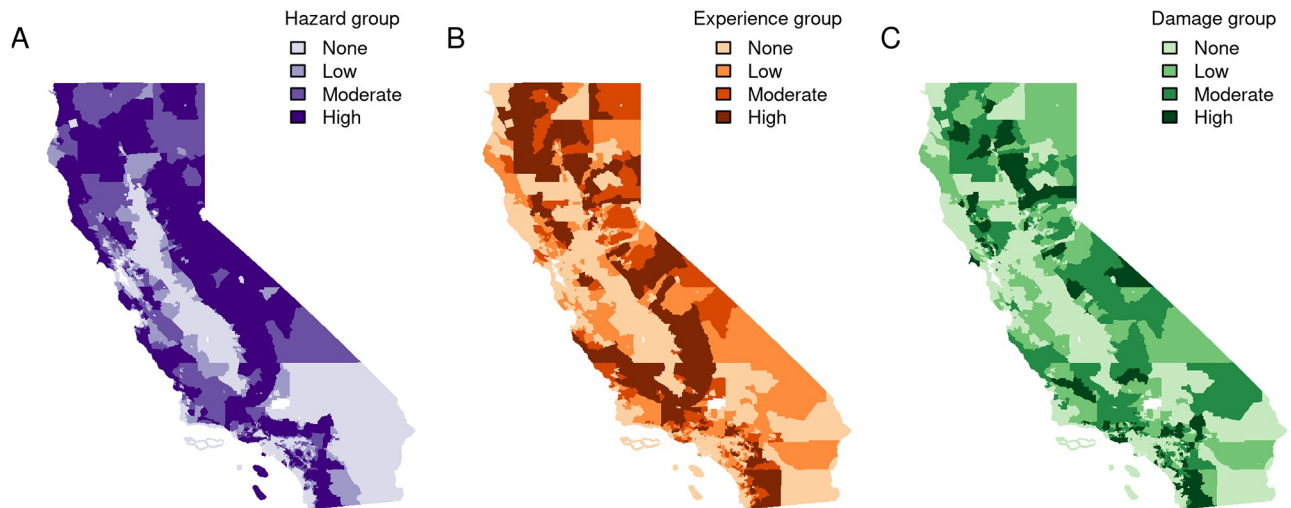 A
Hazard group
None
Low
Moderate
High
B
Experience group
None
Low
Moderate
High
C
Damage group
None
Low
Moderate
High